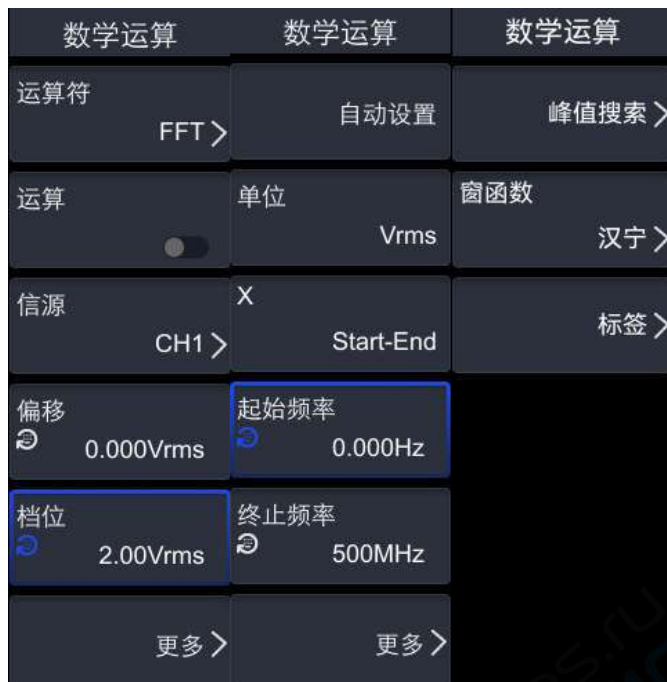 数学运算
运算符
FFT
运算
信源
CH1
偏移
0.000Vrms
档位
2.00Vrms
更多
数学运算
自动设置
单位
Vrms
X
Start-End
起始频率
0.000Hz
终止频率
500MHz
更多
数学运算
峰值搜索
窗函数
汉宁
标签